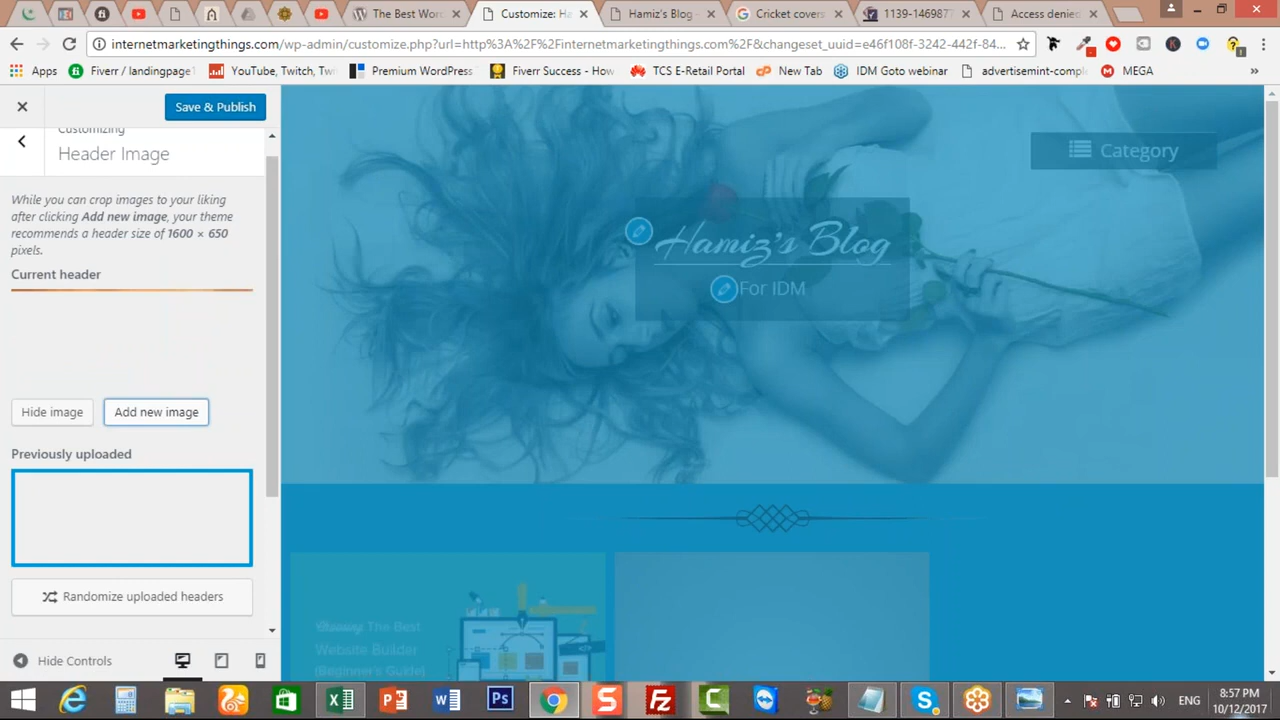 The Best Wor
Customize: Ha
Hamiz's Blog –
Cricket covers
1139-1469877
Access denie
internetmarketingthings.com/wp-admin/customize.php?url=http%3A%2F%2Finternetmarketingthings.com%2F&changeset_uuid=e46f108f-3242-442f-84...
Apps
Fiverr / landingpage
YouTube, Twitch, Tw
Premium WordPress
Fiverr Success - How
TCS E-Retail Portal
New Tab
IDM Goto webinar
advertisemint-comple
MEGA
Save & Publish
Customizing
Header Image
While you can crop images to your liking
after clicking Add new image, your theme
recommends a header size of 1600 × 650
pixels.
Current header
Hide image
Add new image
Previously uploaded
Randomize uploaded headers
Hide Controls
Category
Hamiz's Blog
For IDM
The Best
Website Builder
(Beginner's Guide)
ENG
8:57 PM
10/12/2017